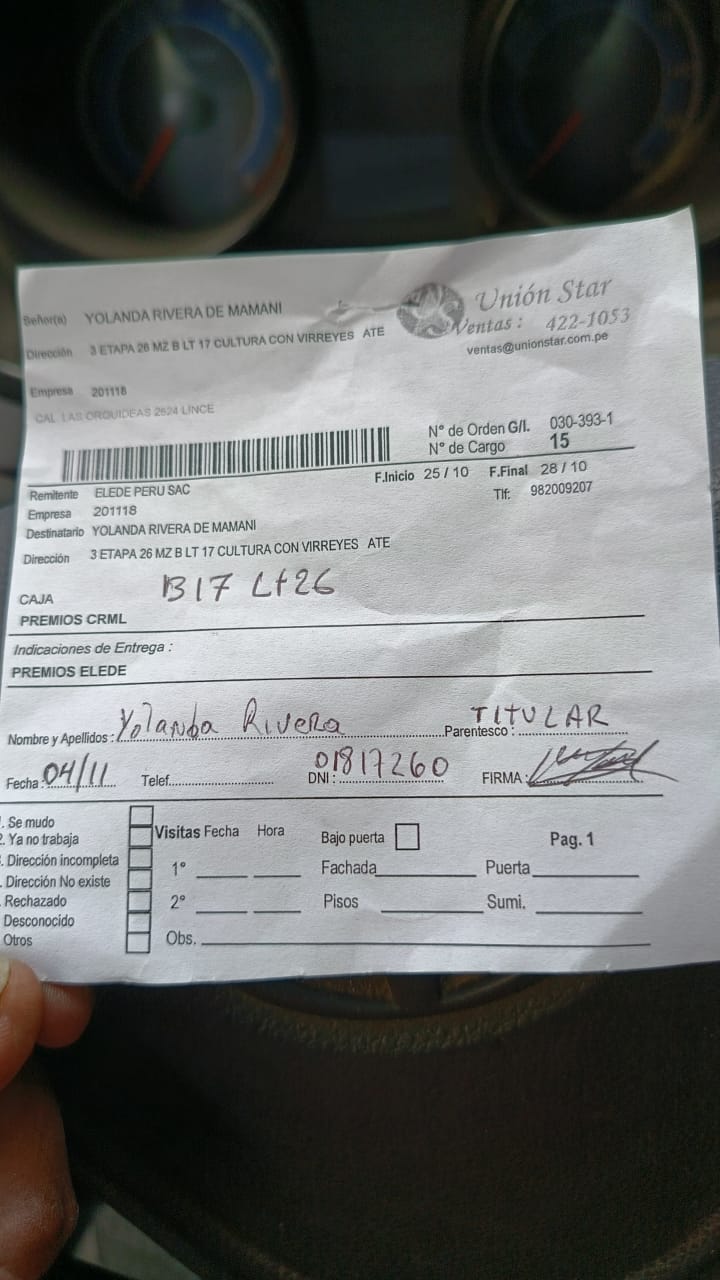 Señor(a) YOLANDA RIVERA DE MAMANI
Dirección 3 ETAPA 26 MZ B LT 17 CULTURA CON VIRREYES ATE
Empresa 201118
CAL LAS ORQUIDEAS 2624 LINCE
Unión Star
Ventas : 422-1053
ventas@unionstar.com.pe
N° de Orden G/I. 030-393-1
N° de Cargo 15
F.Inicio 25 / 10 F.Final 28 / 10
Remitente ELEDE PERU SAC
Empresa 201118
Tlf: 982009207
Destinatario YOLANDA RIVERA DE MAMANI
Dirección 3 ETAPA 26 MZ B LT 17 CULTURA CON VIRREYES ATE
B17 Lt26
CAJA
PREMIOS CRML
Indicaciones de Entrega :
PREMIOS ELEDE
Nombre y Apellidos : Yolanda Rivera Parentesco : TITULAR
Fecha : 04/11 Telef. DNI : 01817260 FIRMA :
1. Se mudo
2. Ya no trabaja
. Dirección incompleta
. Dirección No existe
Rechazado
Desconocido
Otros
Visitas Fecha Hora Bajo puerta Pag. 1
1° Fachada Puerta
2° Pisos Sumi.
Obs.